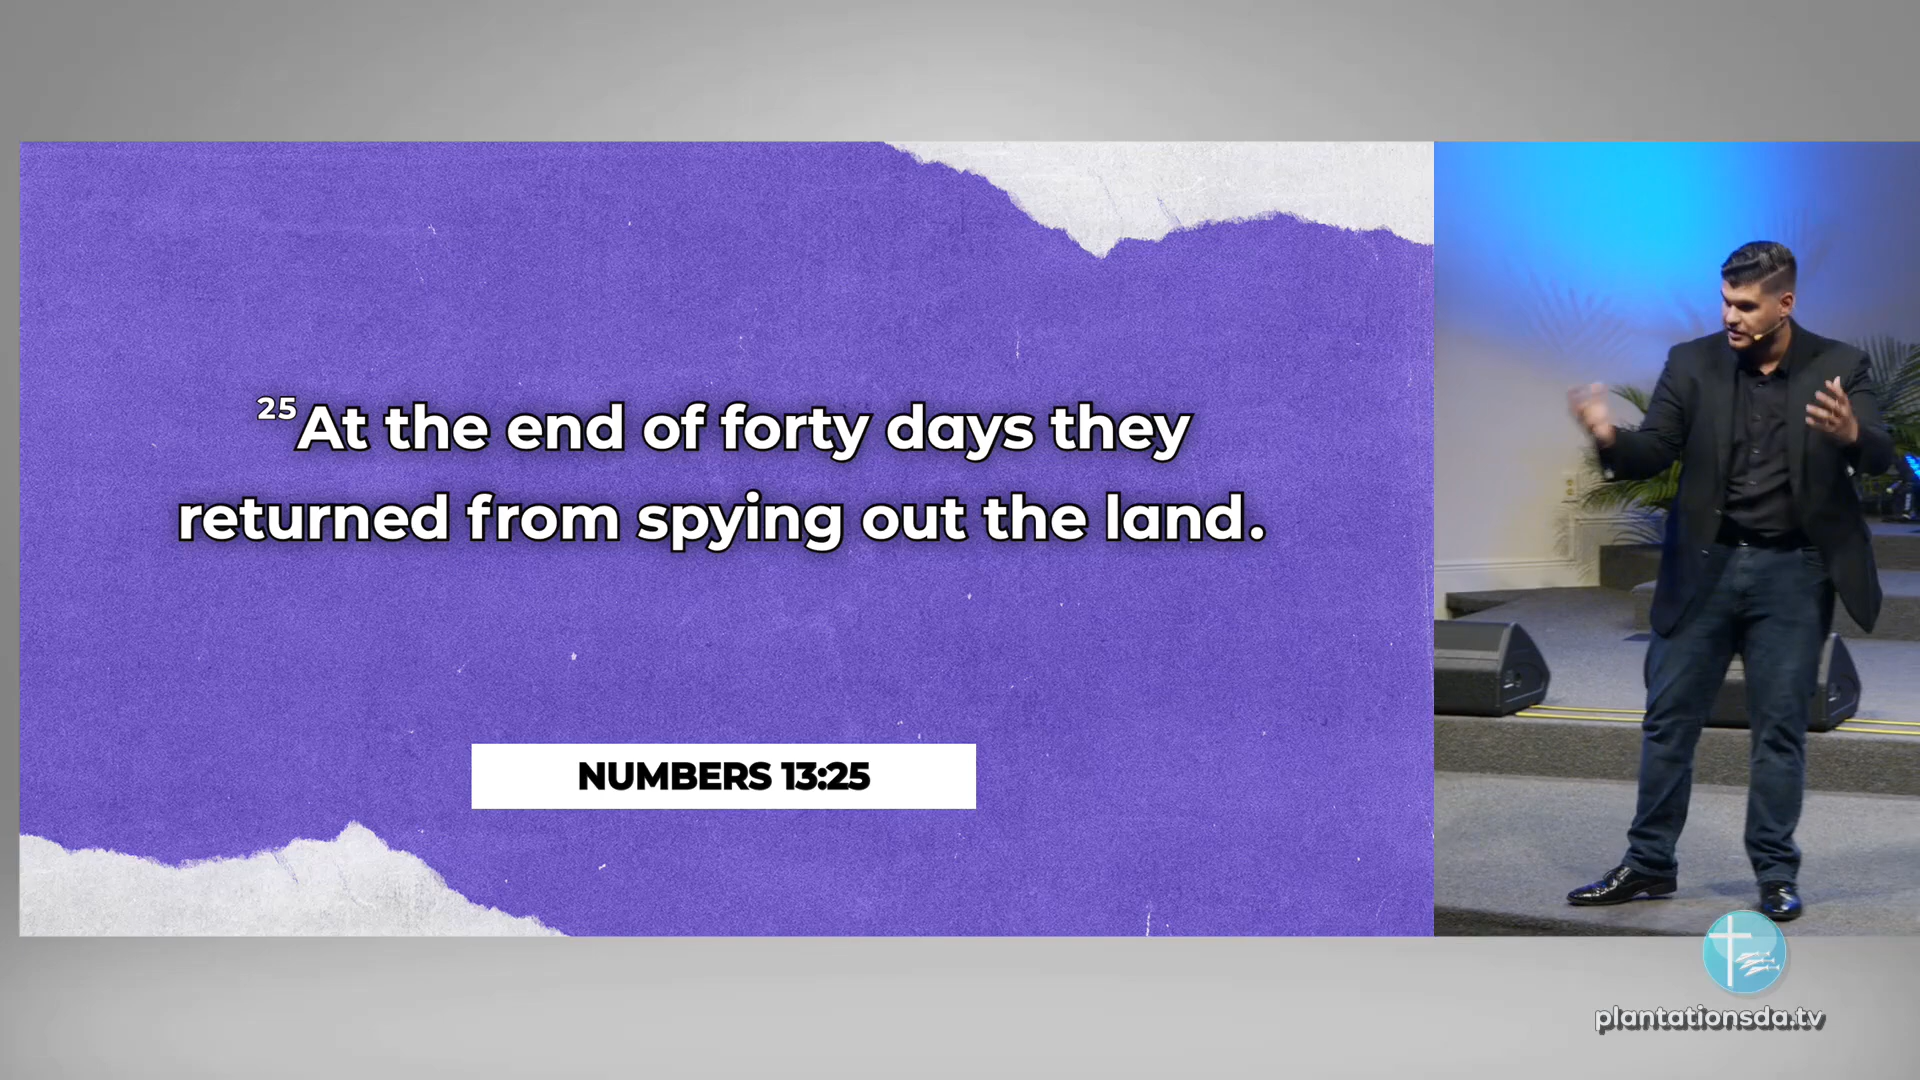 ²⁵At the end of forty days they
returned from spying out the land.
NUMBERS 13:25
plantationsda.tv